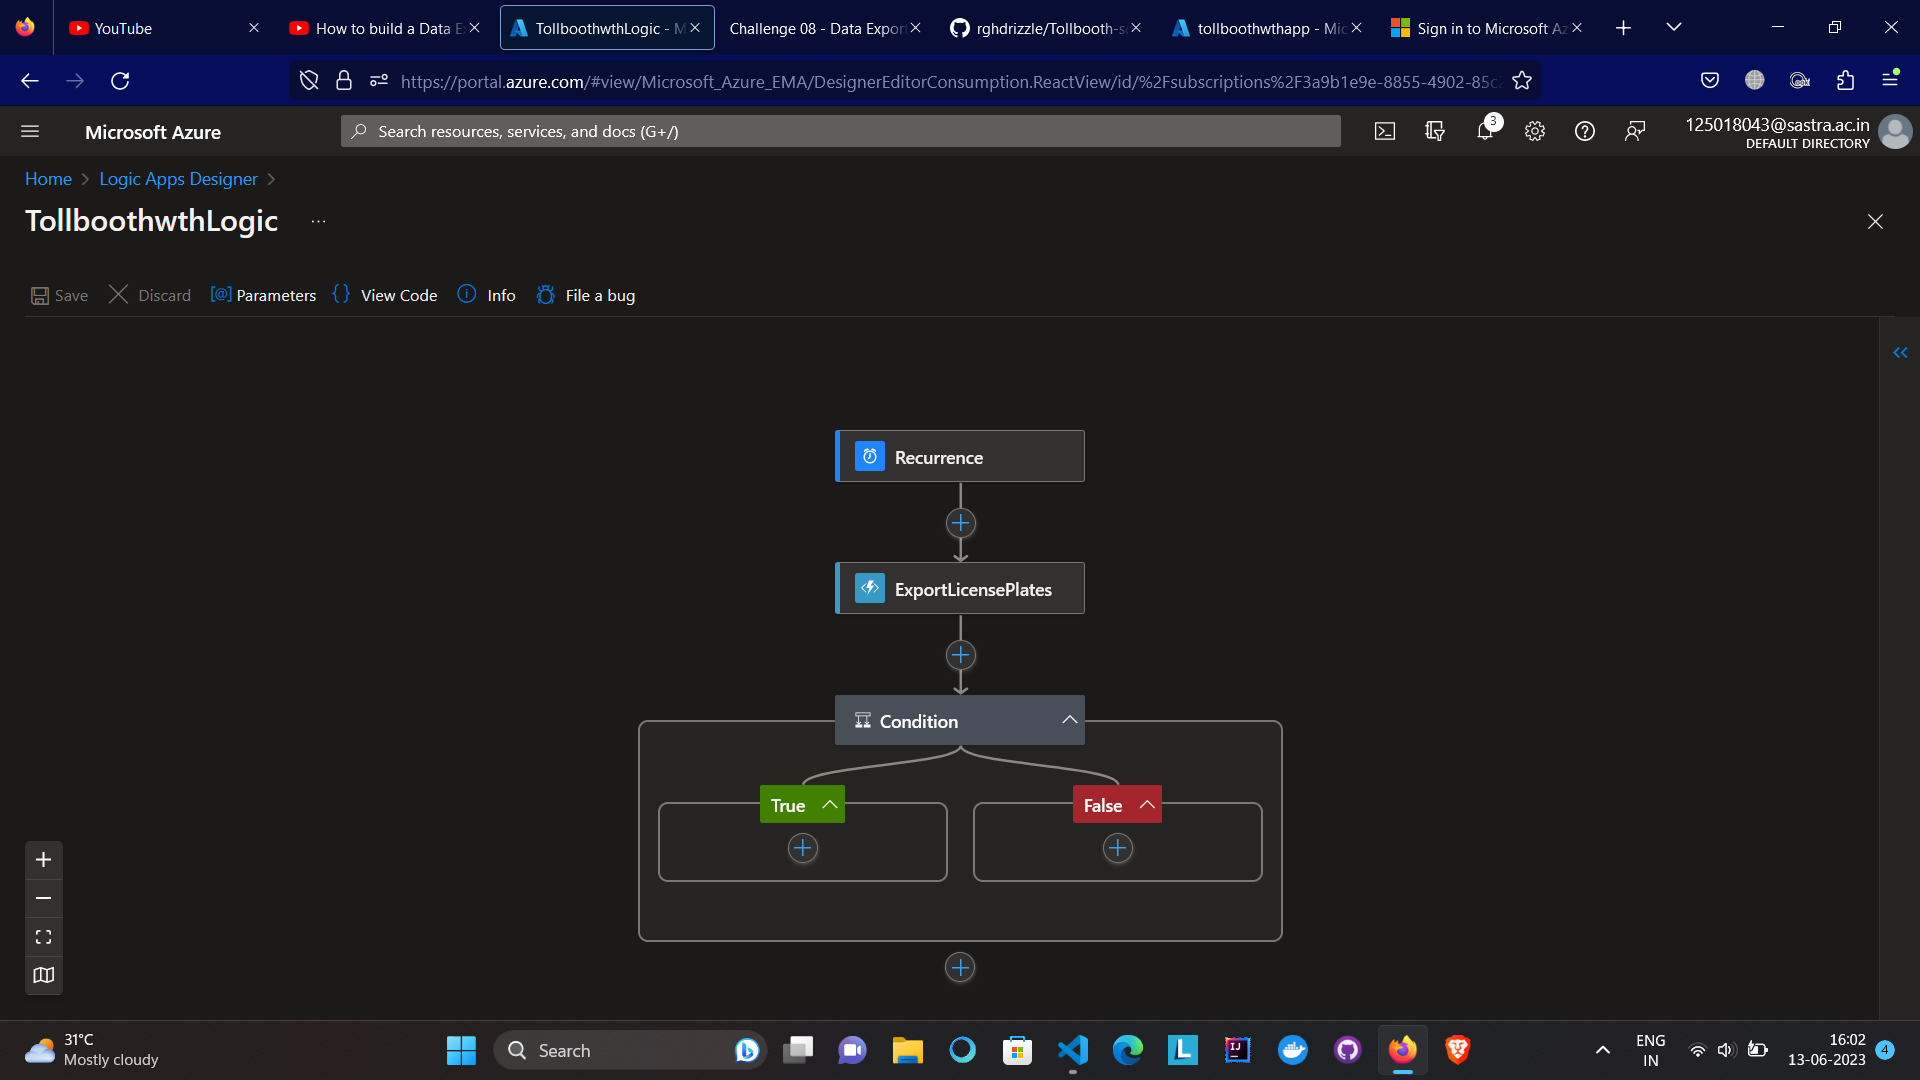 YouTube
How to build a Data E
TollboothwthLogic - M
Challenge 08 - Data Export
rghdrizzle/Tollbooth-s
tollboothwthapp - Mic
Sign in to Microsoft Az
https://portal.azure.com/#view/Microsoft_Azure_EMA/DesignerEditorConsumption.ReactView/id/%2Fsubscriptions%2F3a9b1e9e-8855-4902-85c
Microsoft Azure
Search resources, services, and docs (G+/)
3
125018043@sastra.ac.in
DEFAULT DIRECTORY
Home
Logic Apps Designer
TollboothwthLogic
...
Save
Discard
Parameters
View Code
Info
File a bug
Recurrence
ExportLicensePlates
Condition
True
False
31°C
Mostly cloudy
Search
ENG
IN
16:02
13-06-2023
4